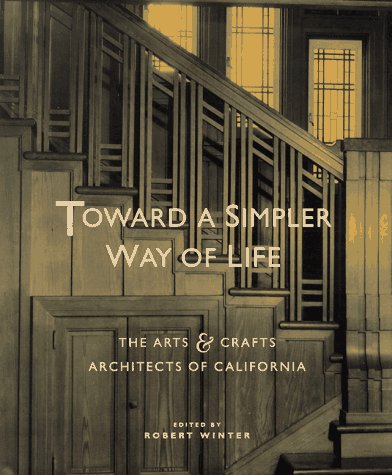 TOWARD A SIMPLER
WAY OF LIFE
THE ARTS & CRAFTS
ARCHITECTS OF CALIFORNIA
EDITED BY
ROBERT WINTER